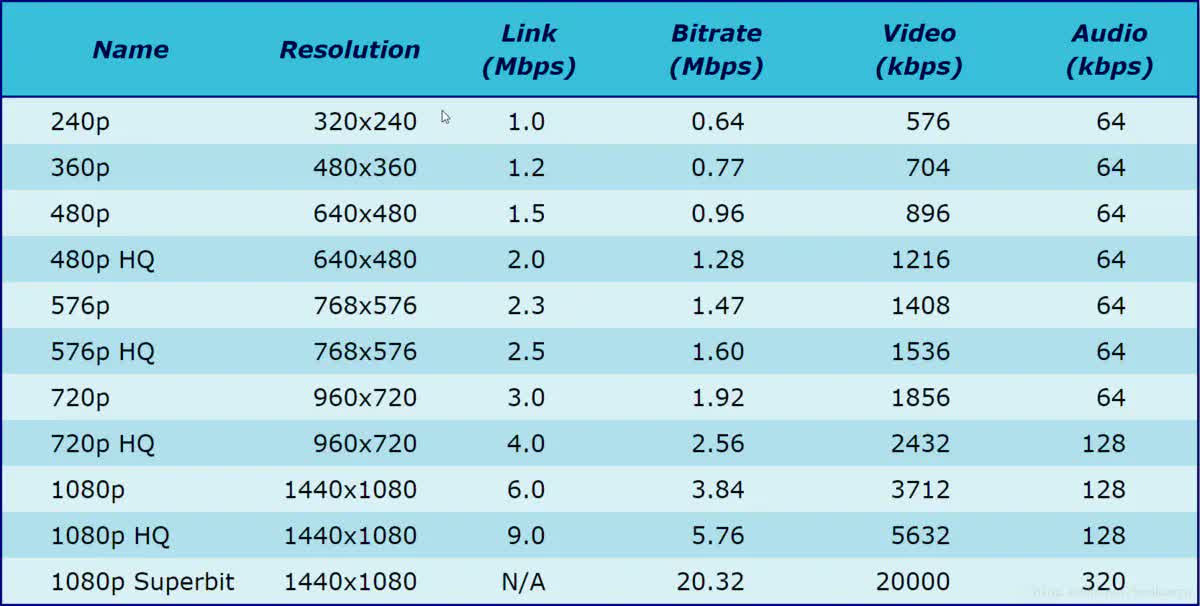 Name Resolution Link (Mbps) Bitrate (Mbps) Video (kbps) Audio (kbps)
240p 320x240 1.0 0.64 576 64
360p 480x360 1.2 0.77 704 64
480p 640x480 1.5 0.96 896 64
480p HQ 640x480 2.0 1.28 1216 64
576p 768x576 2.3 1.47 1408 64
576p HQ 768x576 2.5 1.60 1536 64
720p 960x720 3.0 1.92 1856 64
720p HQ 960x720 4.0 2.56 2432 128
1080p 1440x1080 6.0 3.84 3712 128
1080p HQ 1440x1080 9.0 5.76 5632 128
1080p Superbit 1440x1080 N/A 20.32 20000 320